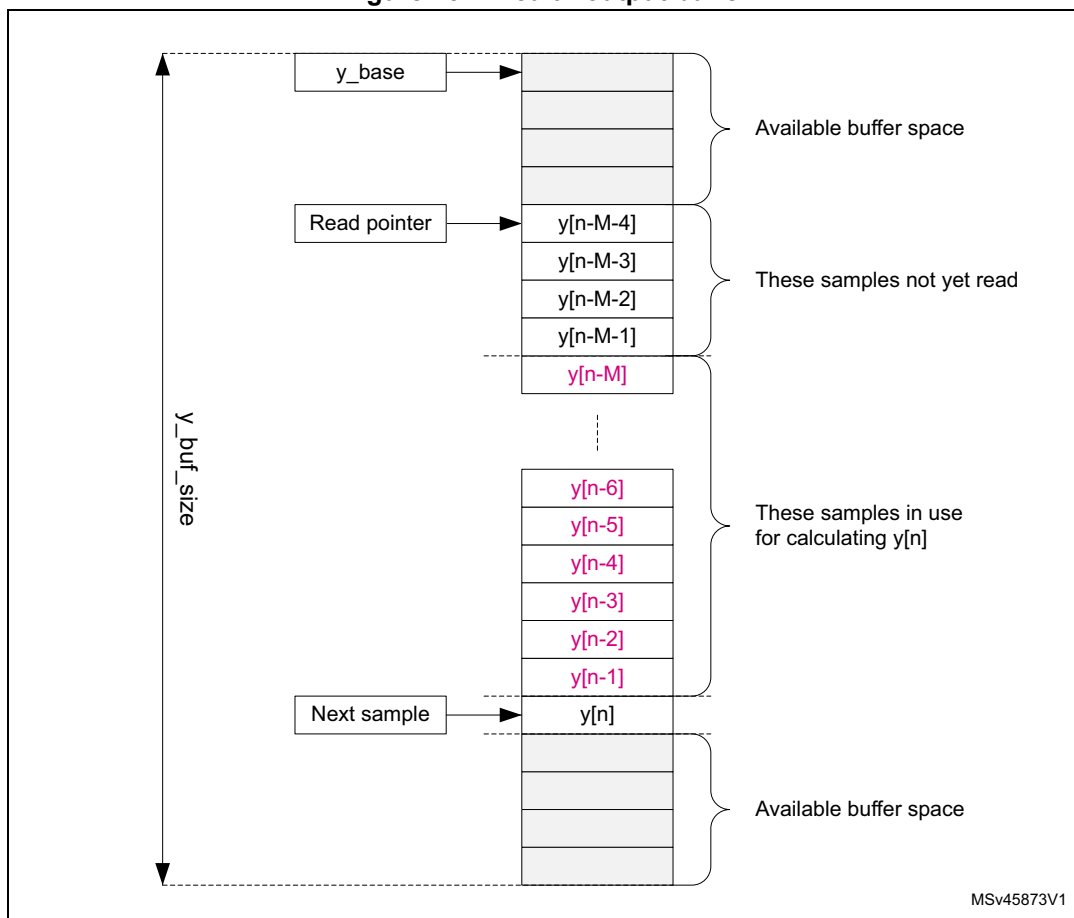 y_base
Available buffer space
Read pointer
y[n-M-4]
y[n-M-3]
These samples not yet read
y[n-M-2]
y[n-M-1]
y[n-M]
y_buf_size
y[n-6]
y[n-5]
These samples in use
for calculating y[n]
y[n-4]
y[n-3]
y[n-2]
y[n-1]
Next sample
y[n]
Available buffer space
MSv45873V1